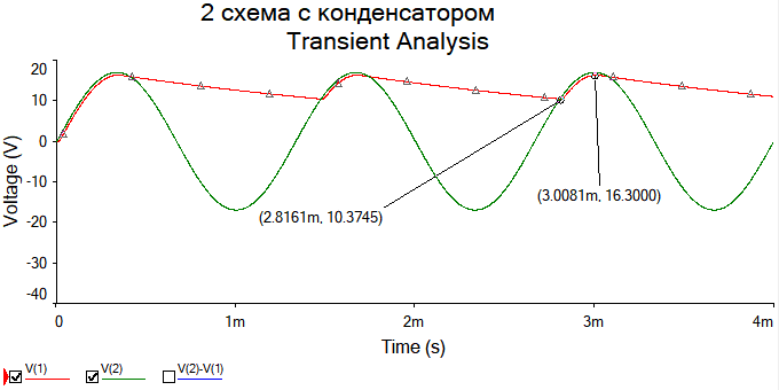 2 схема с конденсатором
Transient Analysis
20
10
0
-10
-20
-30
-40
Voltage (V)
(2.8161m, 10.3745)
(3.0081m, 16.3000)
0
1m
2m
3m
4m
Time (s)
V(1)
V(2)
V(2)-V(1)